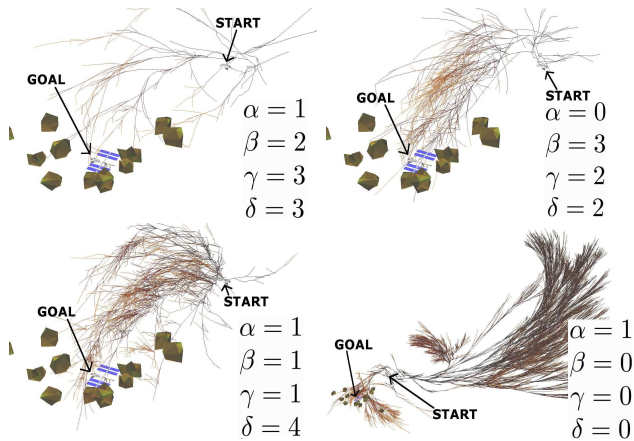 START
GOAL
α = 1
β = 2
γ = 3
δ = 3
GOAL
START
α = 0
β = 3
γ = 2
δ = 2
START
GOAL
α = 1
β = 1
γ = 1
δ = 4
GOAL
START
α = 1
β = 0
γ = 0
δ = 0